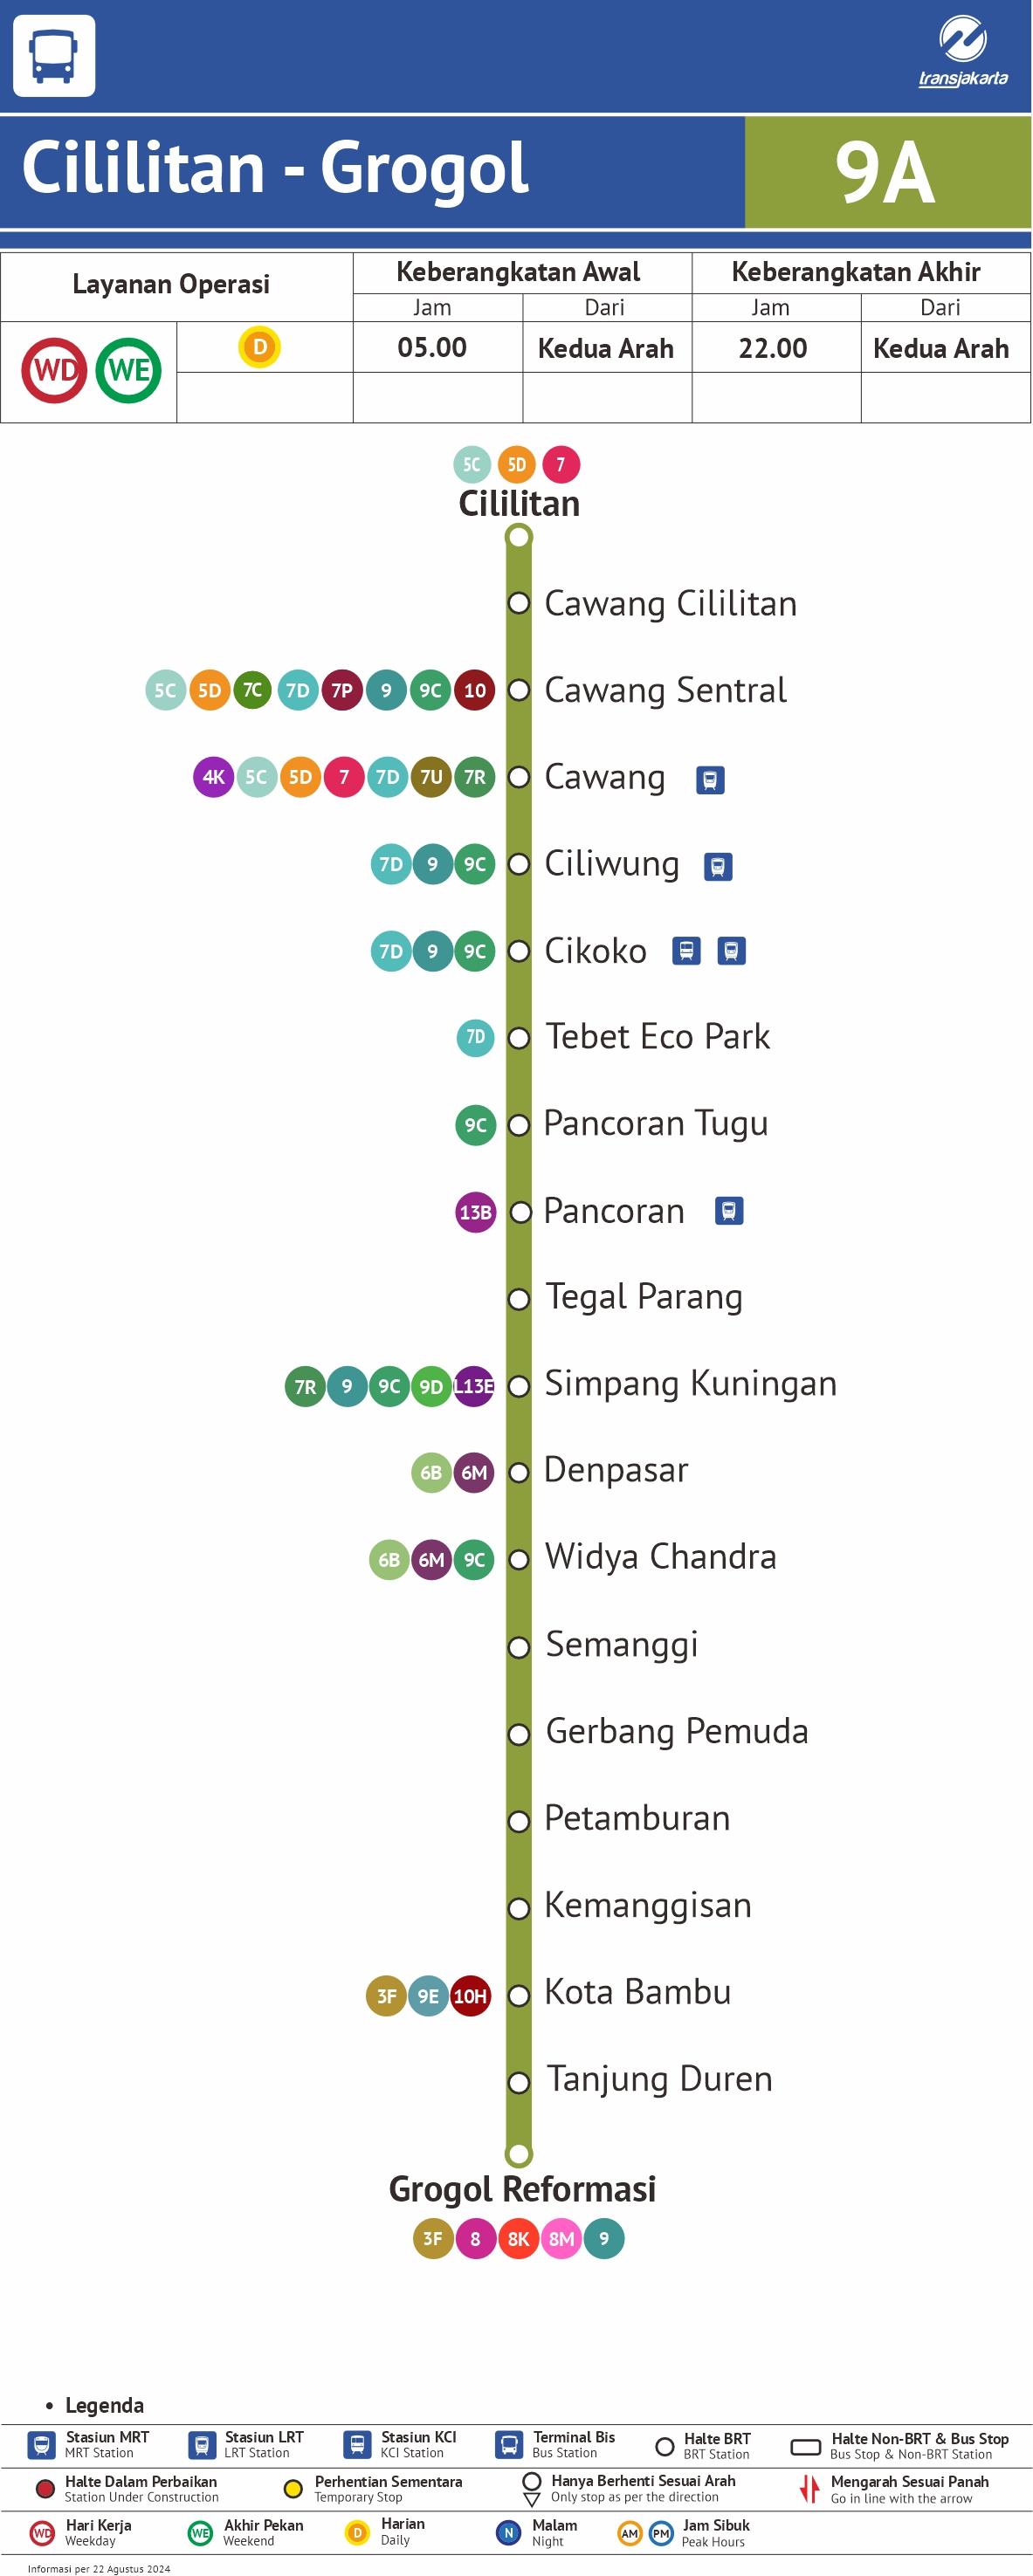 transjakarta
Cililitan - Grogol
9A
Layanan Operasi
Keberangkatan Awal
Keberangkatan Akhir
Jam
Dari
Jam
Dari
WD
WE
D
05.00
Kedua Arah
22.00
Kedua Arah
5C 5D 7
Cililitan
Cawang Cililitan
5C 5D 7C 7D 7P 9 9C 10 Cawang Sentral
4K 5C 5D 7 7D 7U 7R Cawang
7D 9 9C Ciliwung
7D 9 9C Cikoko
7D Tebet Eco Park
9C Pancoran Tugu
13B Pancoran
Tegal Parang
7R 9 9C 9D L13E Simpang Kuningan
6B 6M Denpasar
6B 6M 9C Widya Chandra
Semanggi
Gerbang Pemuda
Petamburan
Kemanggisan
3F 9E 10H Kota Bambu
Tanjung Duren
Grogol Reformasi
3F 8 8K 8M 9
• Legenda
Stasiun MRT
MRT Station
Stasiun LRT
LRT Station
Stasiun KCI
KCI Station
Terminal Bis
Bus Station
Halte BRT
BRT Station
Halte Non-BRT & Bus Stop
Bus Stop & Non-BRT Station
Halte Dalam Perbaikan
Station Under Construction
Perhentian Sementara
Temporary Stop
Hanya Berhenti Sesuai Arah
Only stop as per the direction
Mengarah Sesuai Panah
Go in line with the arrow
WD
Hari Kerja
Weekday
WE
Akhir Pekan
Weekend
D
Harian
Daily
N
Malam
Night
AM PM
Jam Sibuk
Peak Hours
Informasi per 22 Agustus 2024